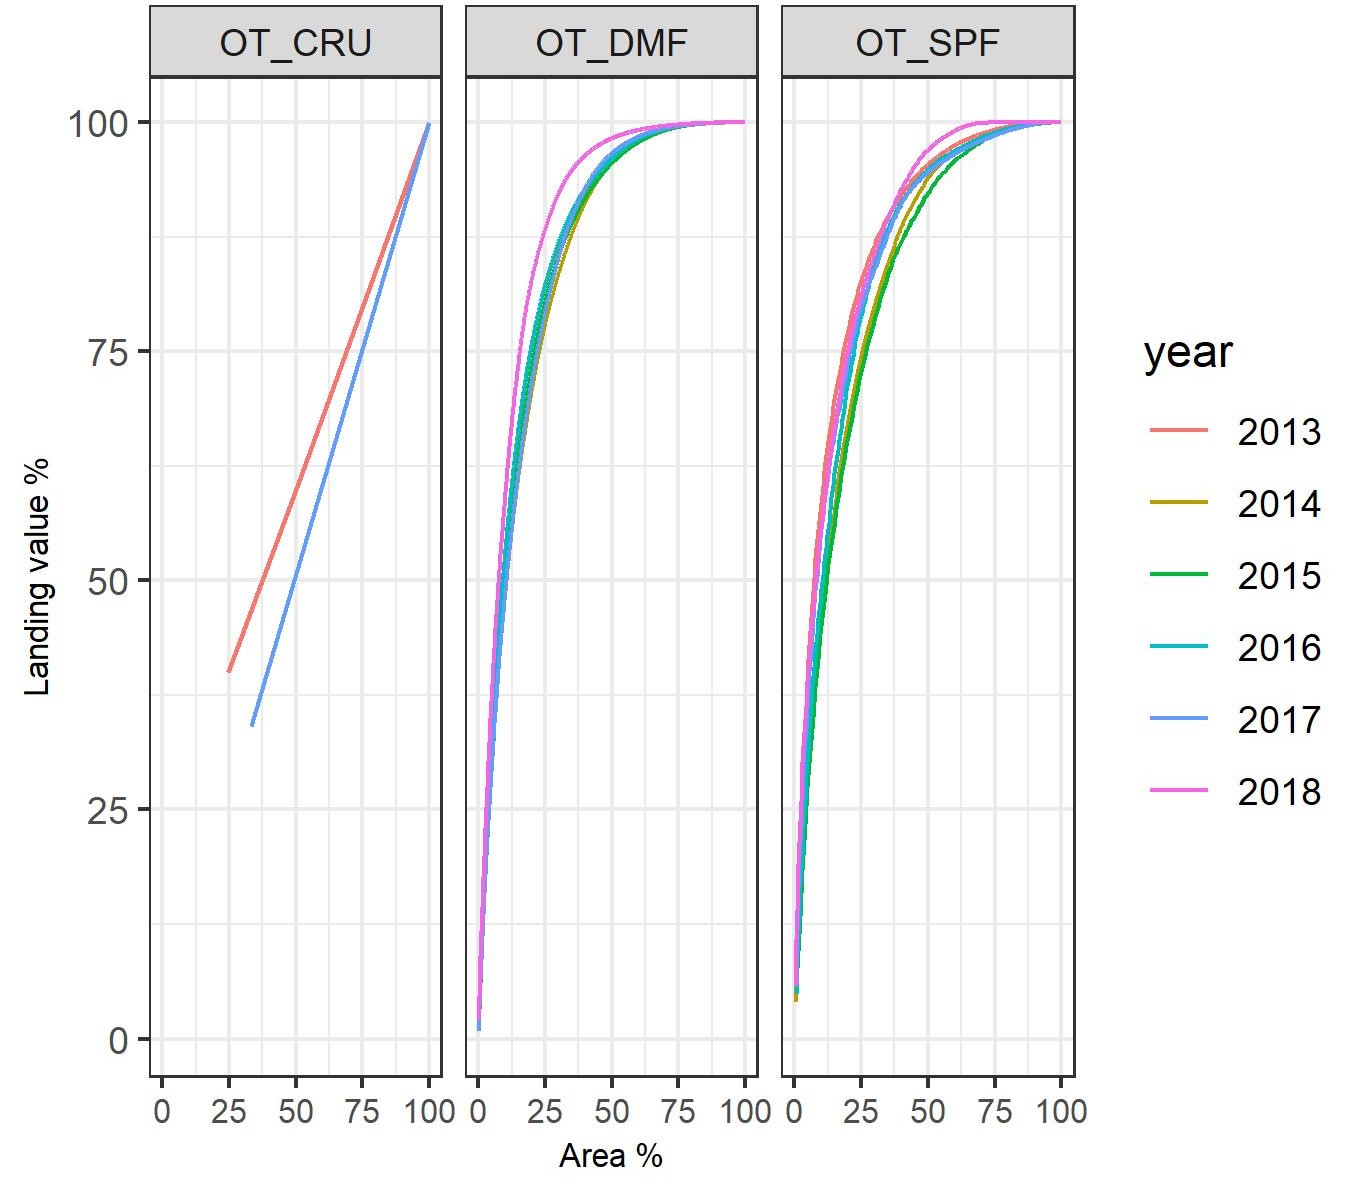 OT_CRU OT_DMF OT_SPF
100
75
50
25
0
Landing value %
0 25 50 75 100 0 25 50 75 100 0 25 50 75 100
Area %
year
2013
2014
2015
2016
2017
2018